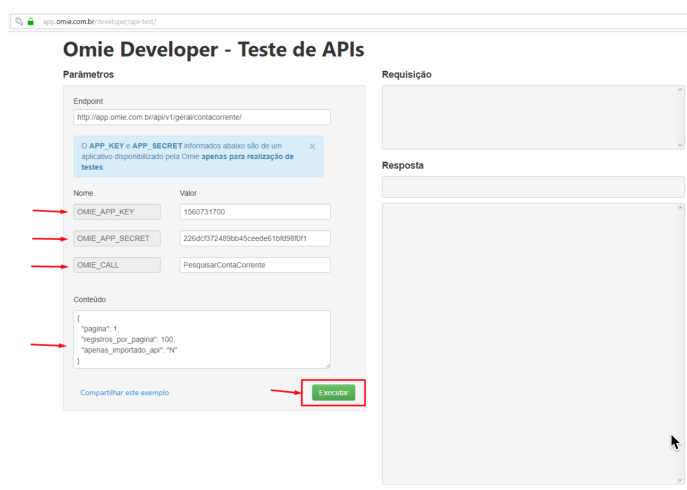 app.omie.com.br/developer/api-test/
Omie Developer - Teste de APIs
Parâmetros
Endpoint
http://app.omie.com.br/api/v1/geral/contacorrente/
O APP_KEY e APP_SECRET informados abaixo são de um
aplicativo disponibilizado pela Omie apenas para realização de
testes.
X
Nome Valor
OMIE_APP_KEY 1560731700
OMIE_APP_SECRET 226dcf372489bb45ceede61bfd98f0f1
OMIE_CALL PesquisarContaCorrente
Conteúdo
{
"pagina": 1,
"registros_por_pagina": 100,
"apenas_importado_api": "N"
}
Compartilhar este exemplo
Executar
Requisição
Resposta